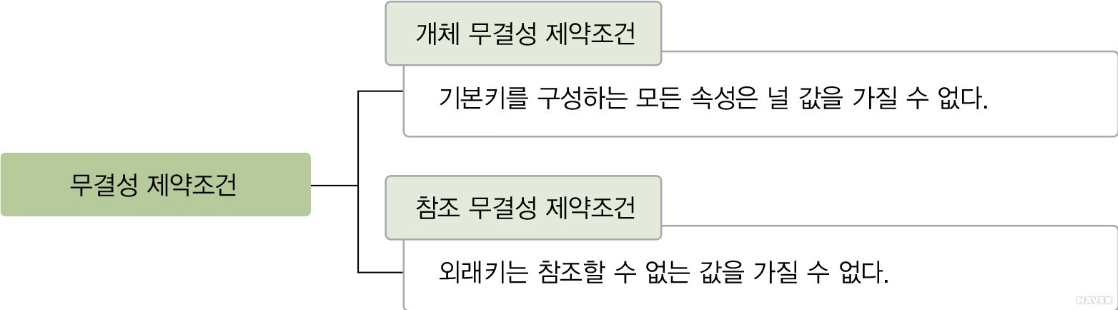 개체 무결성 제약조건
기본키를 구성하는 모든 속성은 널 값을 가질 수 없다.
무결성 제약조건
참조 무결성 제약조건
외래키는 참조할 수 없는 값을 가질 수 없다.
NAVER